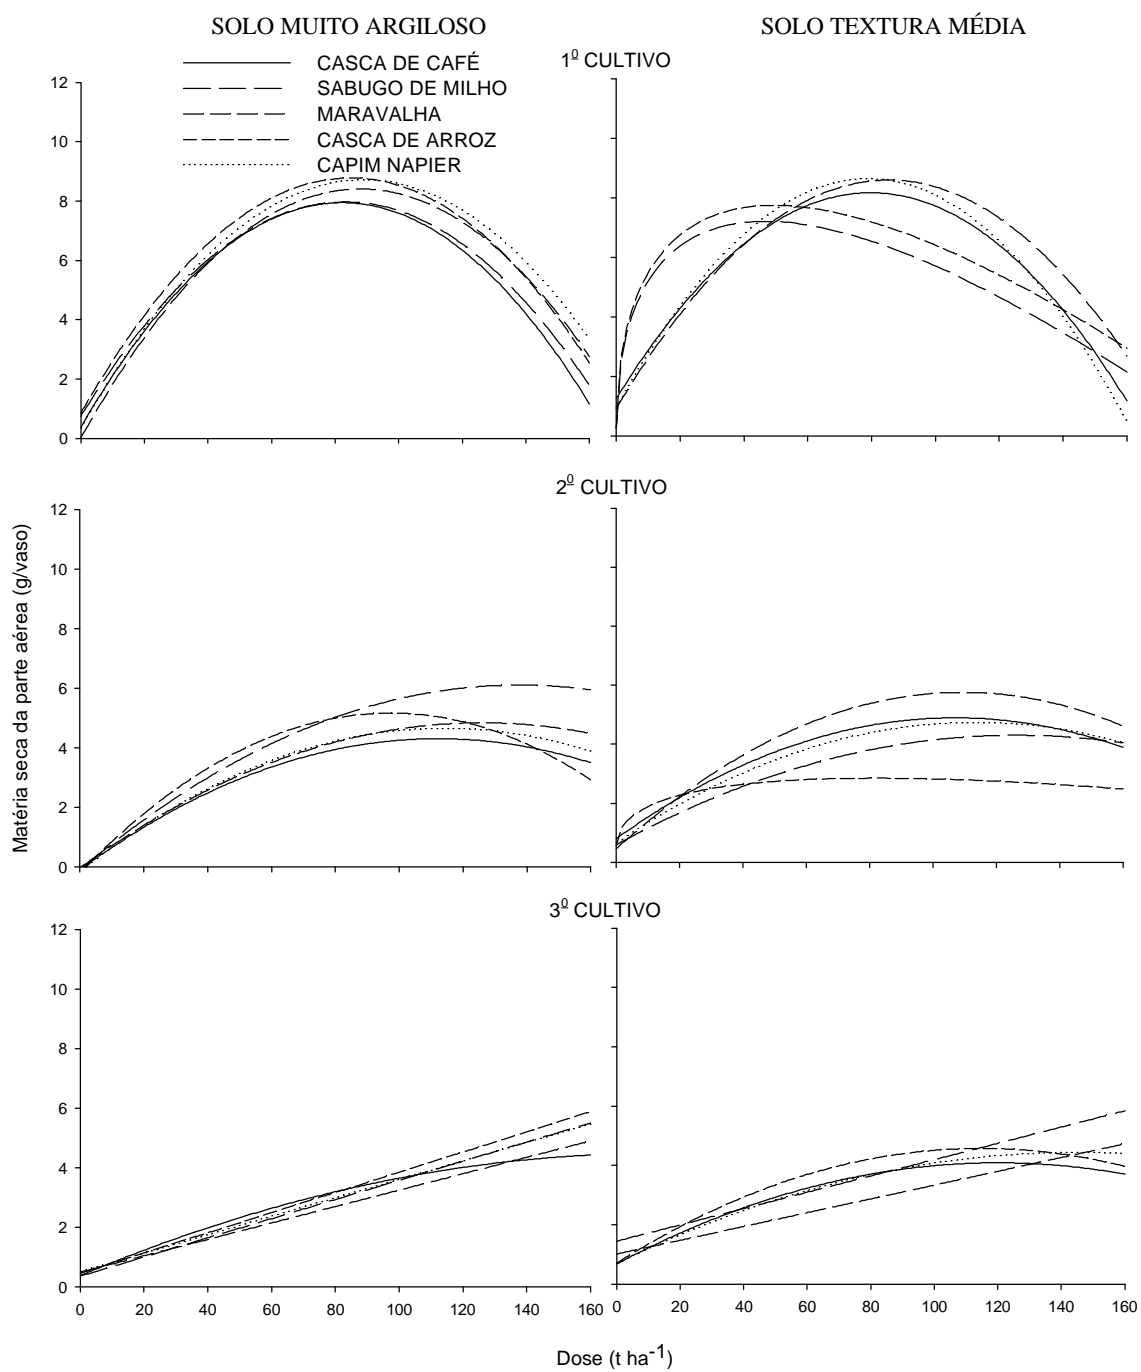 SOLO MUITO ARGILOSO
SOLO TEXTURA MÉDIA
CASCA DE CAFÉ
SABUGO DE MILHO
MARAVALHA
CASCA DE ARROZ
CAPIM NAPIER
1º CULTIVO
12
10
8
6
4
2
0
2º CULTIVO
12
10
8
6
4
2
0
Matéria seca da parte aérea (g/vaso)
3º CULTIVO
12
10
8
6
4
2
0
0 20 40 60 80 100 120 140 160
0 20 40 60 80 100 120 140 160
Dose (t ha⁻¹)